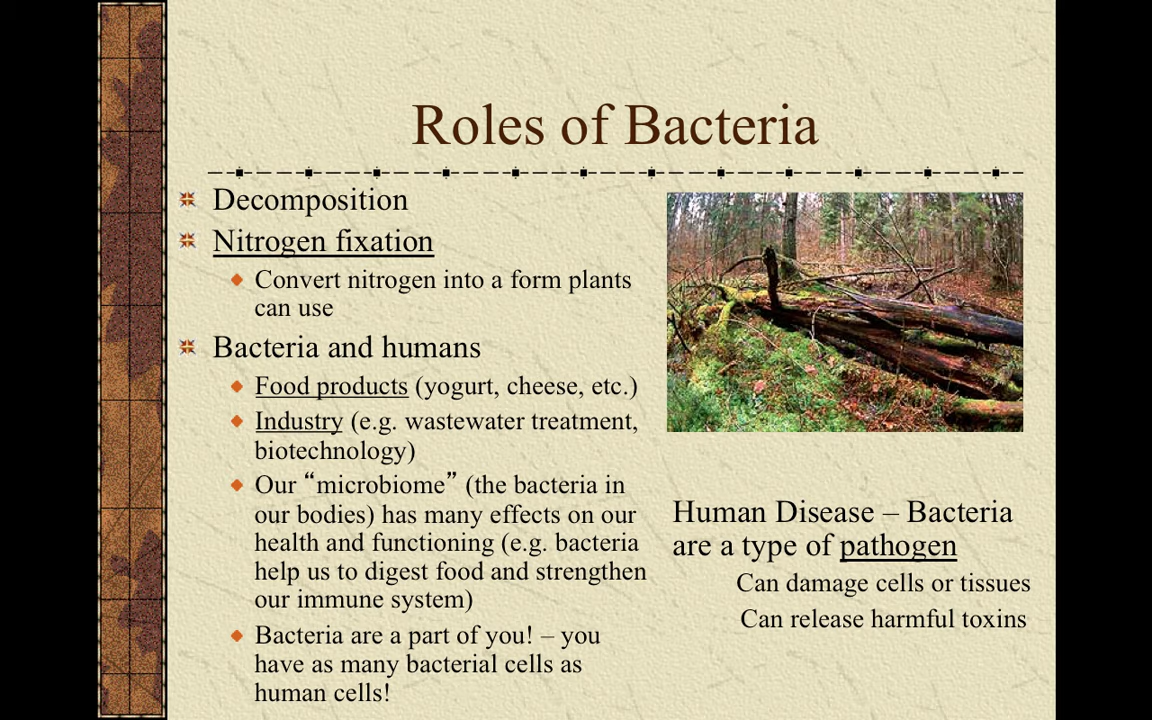 Roles of Bacteria
Decomposition
Nitrogen fixation
Convert nitrogen into a form plants
can use
Bacteria and humans
Food products (yogurt, cheese, etc.)
Industry (e.g. wastewater treatment,
biotechnology)
Our “microbiome” (the bacteria in
our bodies) has many effects on our
health and functioning (e.g. bacteria
help us to digest food and strengthen
our immune system)
Bacteria are a part of you! – you
have as many bacterial cells as
human cells!
Human Disease – Bacteria
are a type of pathogen
Can damage cells or tissues
Can release harmful toxins